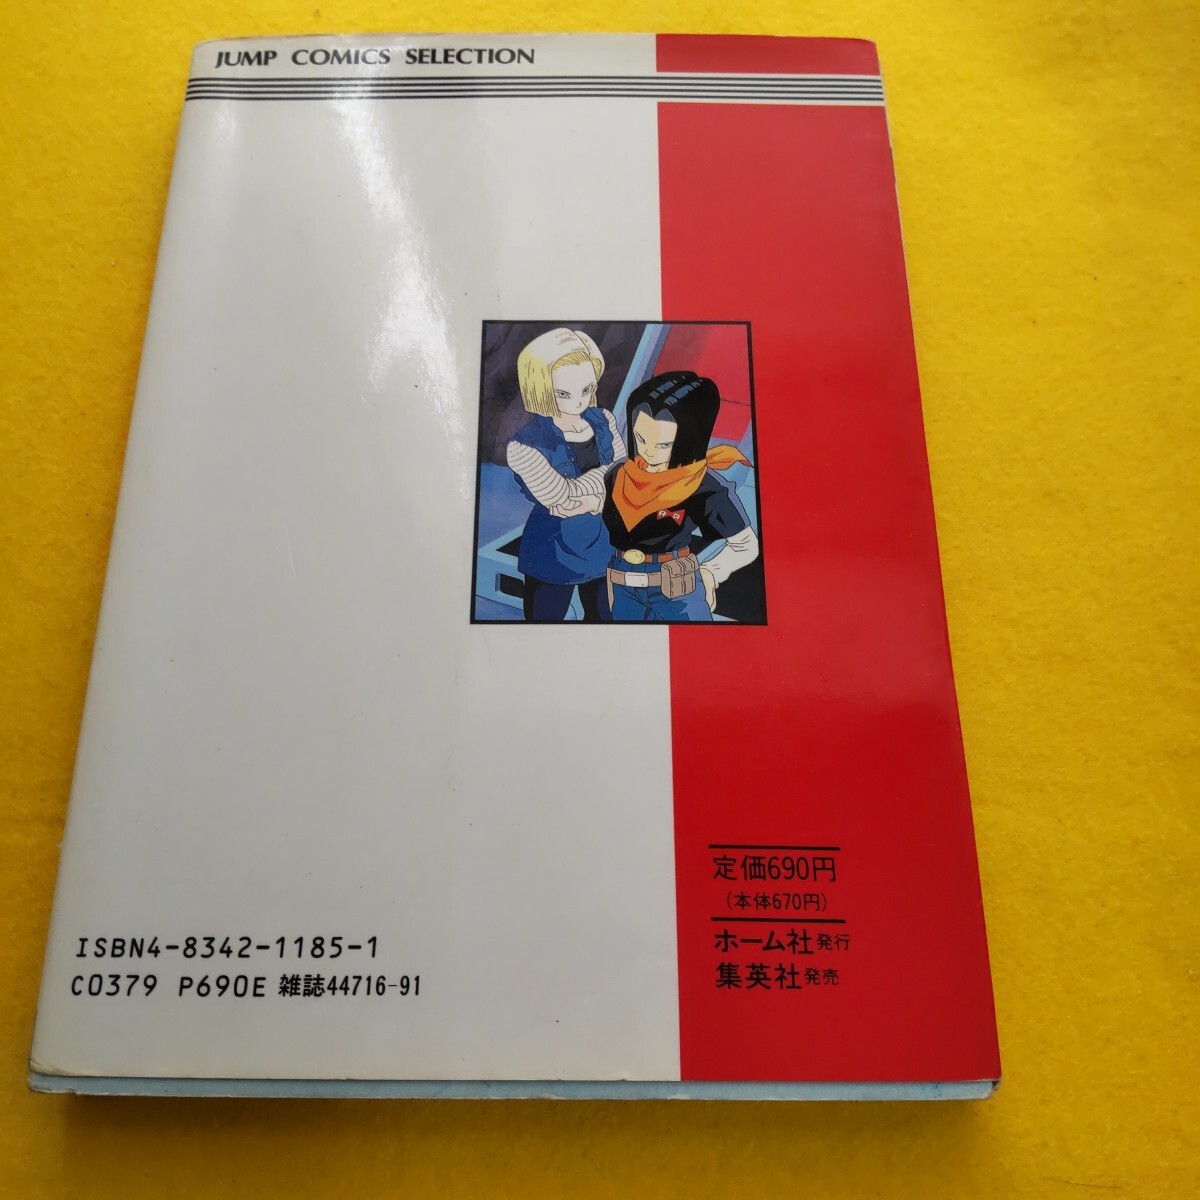 JUMP COMICS SELECTION
定価690円
(本体670円)
ホーム社発行
集英社発売
ISBN4-8342-1185-1
C0379 P690E 雑誌44716-91